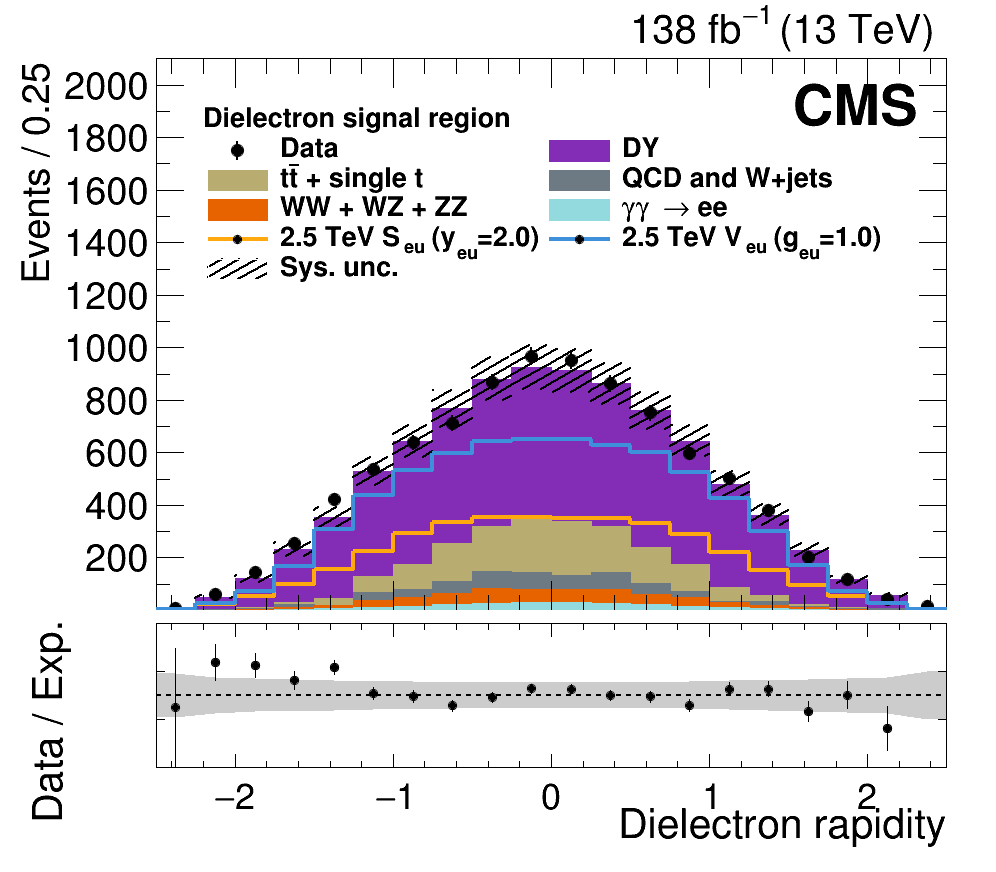 138 fb⁻¹ (13 TeV)
CMS
Events / 0.25
2000
1800
1600
1400
1200
1000
800
600
400
200
Dielectron signal region
Data
DY
tt̄ + single t
QCD and W+jets
WW + WZ + ZZ
γγ → ee
2.5 TeV S_eu (y_eu=2.0)
2.5 TeV V_eu (g_eu=1.0)
Sys. unc.
Data / Exp.
−2 −1 0 1 2
Dielectron rapidity